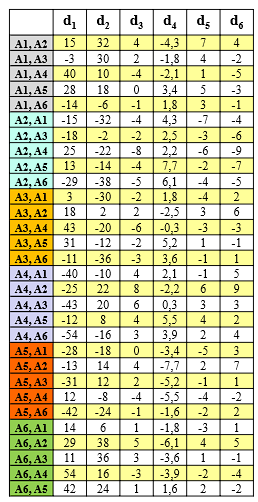 d1 d2 d3 d4 d5 d6
A1, A2 15 32 4 -4,3 7 4
A1, A3 -3 30 2 -1,8 4 -2
A1, A4 40 10 -4 -2,1 1 -5
A1, A5 28 18 0 3,4 5 -3
A1, A6 -14 -6 -1 1,8 3 -1
A2, A1 -15 -32 -4 4,3 -7 -4
A2, A3 -18 -2 -2 2,5 -3 -6
A2, A4 25 -22 -8 2,2 -6 -9
A2, A5 13 -14 -4 7,7 -2 -7
A2, A6 -29 -38 -5 6,1 -4 -5
A3, A1 3 -30 -2 1,8 -4 2
A3, A2 18 2 2 -2,5 3 6
A3, A4 43 -20 -6 -0,3 -3 -3
A3, A5 31 -12 -2 5,2 1 -1
A3, A6 -11 -36 -3 3,6 -1 1
A4, A1 -40 -10 4 2,1 -1 5
A4, A2 -25 22 8 -2,2 6 9
A4, A3 -43 20 6 0,3 3 3
A4, A5 -12 8 4 5,5 4 2
A4, A6 -54 -16 3 3,9 2 4
A5, A1 -28 -18 0 -3,4 -5 3
A5, A2 -13 14 4 -7,7 2 7
A5, A3 -31 12 2 -5,2 -1 1
A5, A4 12 -8 -4 -5,5 -4 -2
A5, A6 -42 -24 -1 -1,6 -2 2
A6, A1 14 6 1 -1,8 -3 1
A6, A2 29 38 5 -6,1 4 5
A6, A3 11 36 3 -3,6 1 -1
A6, A4 54 16 -3 -3,9 -2 -4
A6, A5 42 24 1 1,6 2 -2